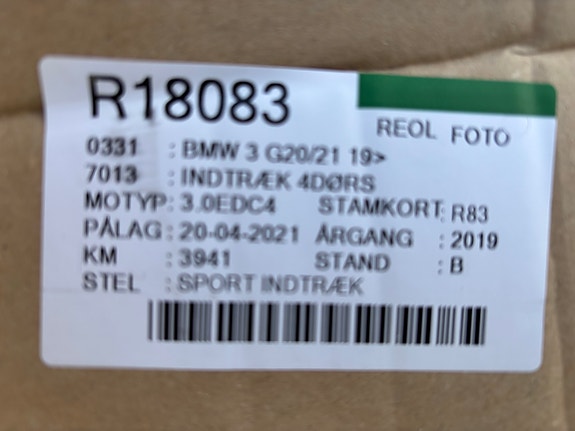 R18083
REOL FOTO
0331 : BMW 3 G20/21 19>
7013 : INDTRÆK 4DØRS
MOTYP: 3.0EDC4 STAMKORT: R83
PÅLAG: 20-04-2021 ÅRGANG : 2019
KM : 3941 STAND : B
STEL : SPORT INDTRÆK